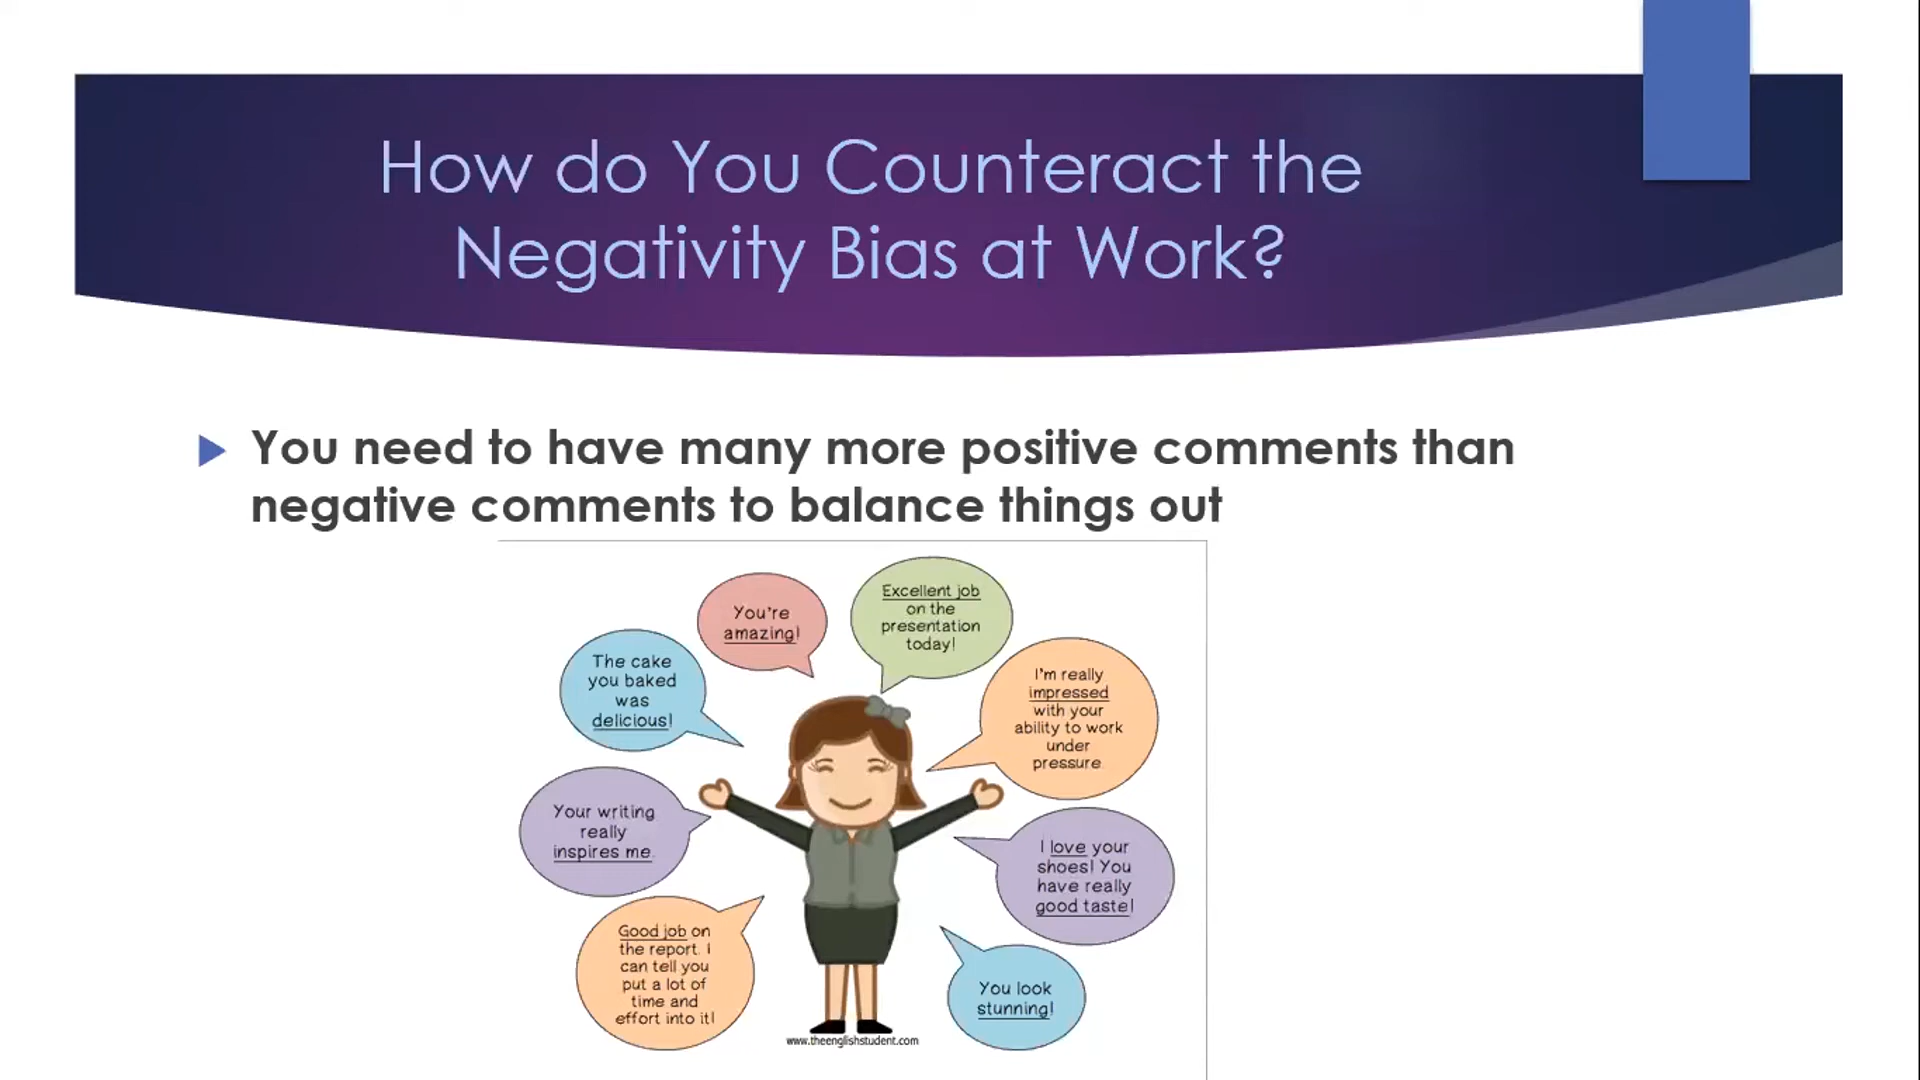 How do You Counteract the
Negativity Bias at Work?
You need to have many more positive comments than
negative comments to balance things out
You're
amazing!
Excellent job
on the
presentation
today!
The cake
you baked
was
delicious!
I'm really
impressed
with your
ability to work
under
pressure
Your writing
really
inspires me.
I love your
shoes! You
have really
good taste!
Good job on
the report. I
can tell you
put a lot of
time and
effort into it!
You look
stunning!
www.theenglishstudent.com